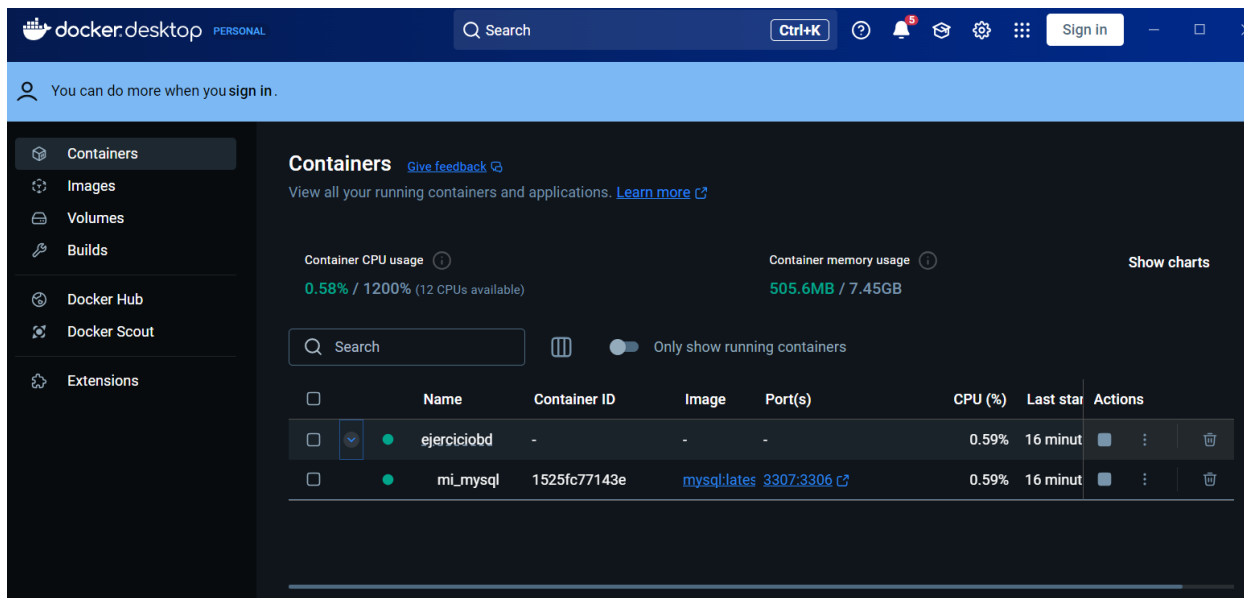 docker.desktop PERSONAL Search Ctrl+K 5 Sign in
You can do more when you sign in.
Containers
Images
Volumes
Builds
Docker Hub
Docker Scout
Extensions
Containers Give feedback
View all your running containers and applications. Learn more
Container CPU usage Container memory usage Show charts
0.58% / 1200% (12 CPUs available) 505.6MB / 7.45GB
Search Only show running containers
Name Container ID Image Port(s) CPU (%) Last star Actions
ejerciciobd - - - 0.59% 16 minut
mi_mysql 1525fc77143e mysql:lates 3307:3306 0.59% 16 minut